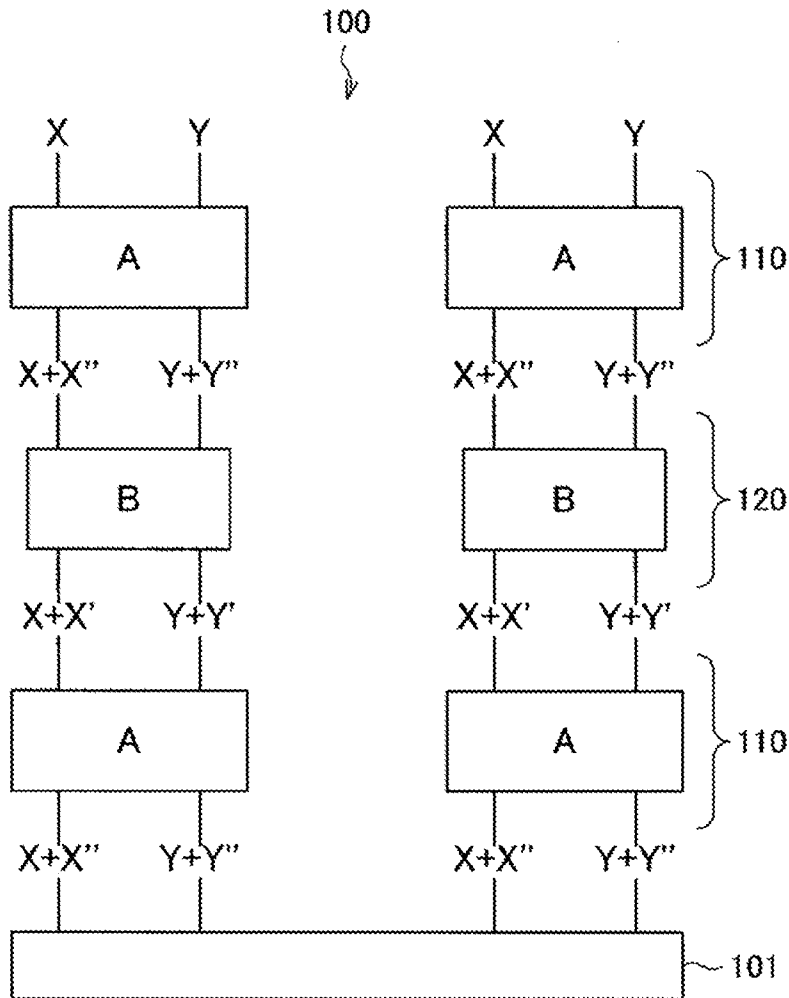 100
X Y X Y
A A 110
X+X" Y+Y" X+X" Y+Y"
B B 120
X+X' Y+Y' X+X' Y+Y'
A A 110
X+X" Y+Y" X+X" Y+Y"
101